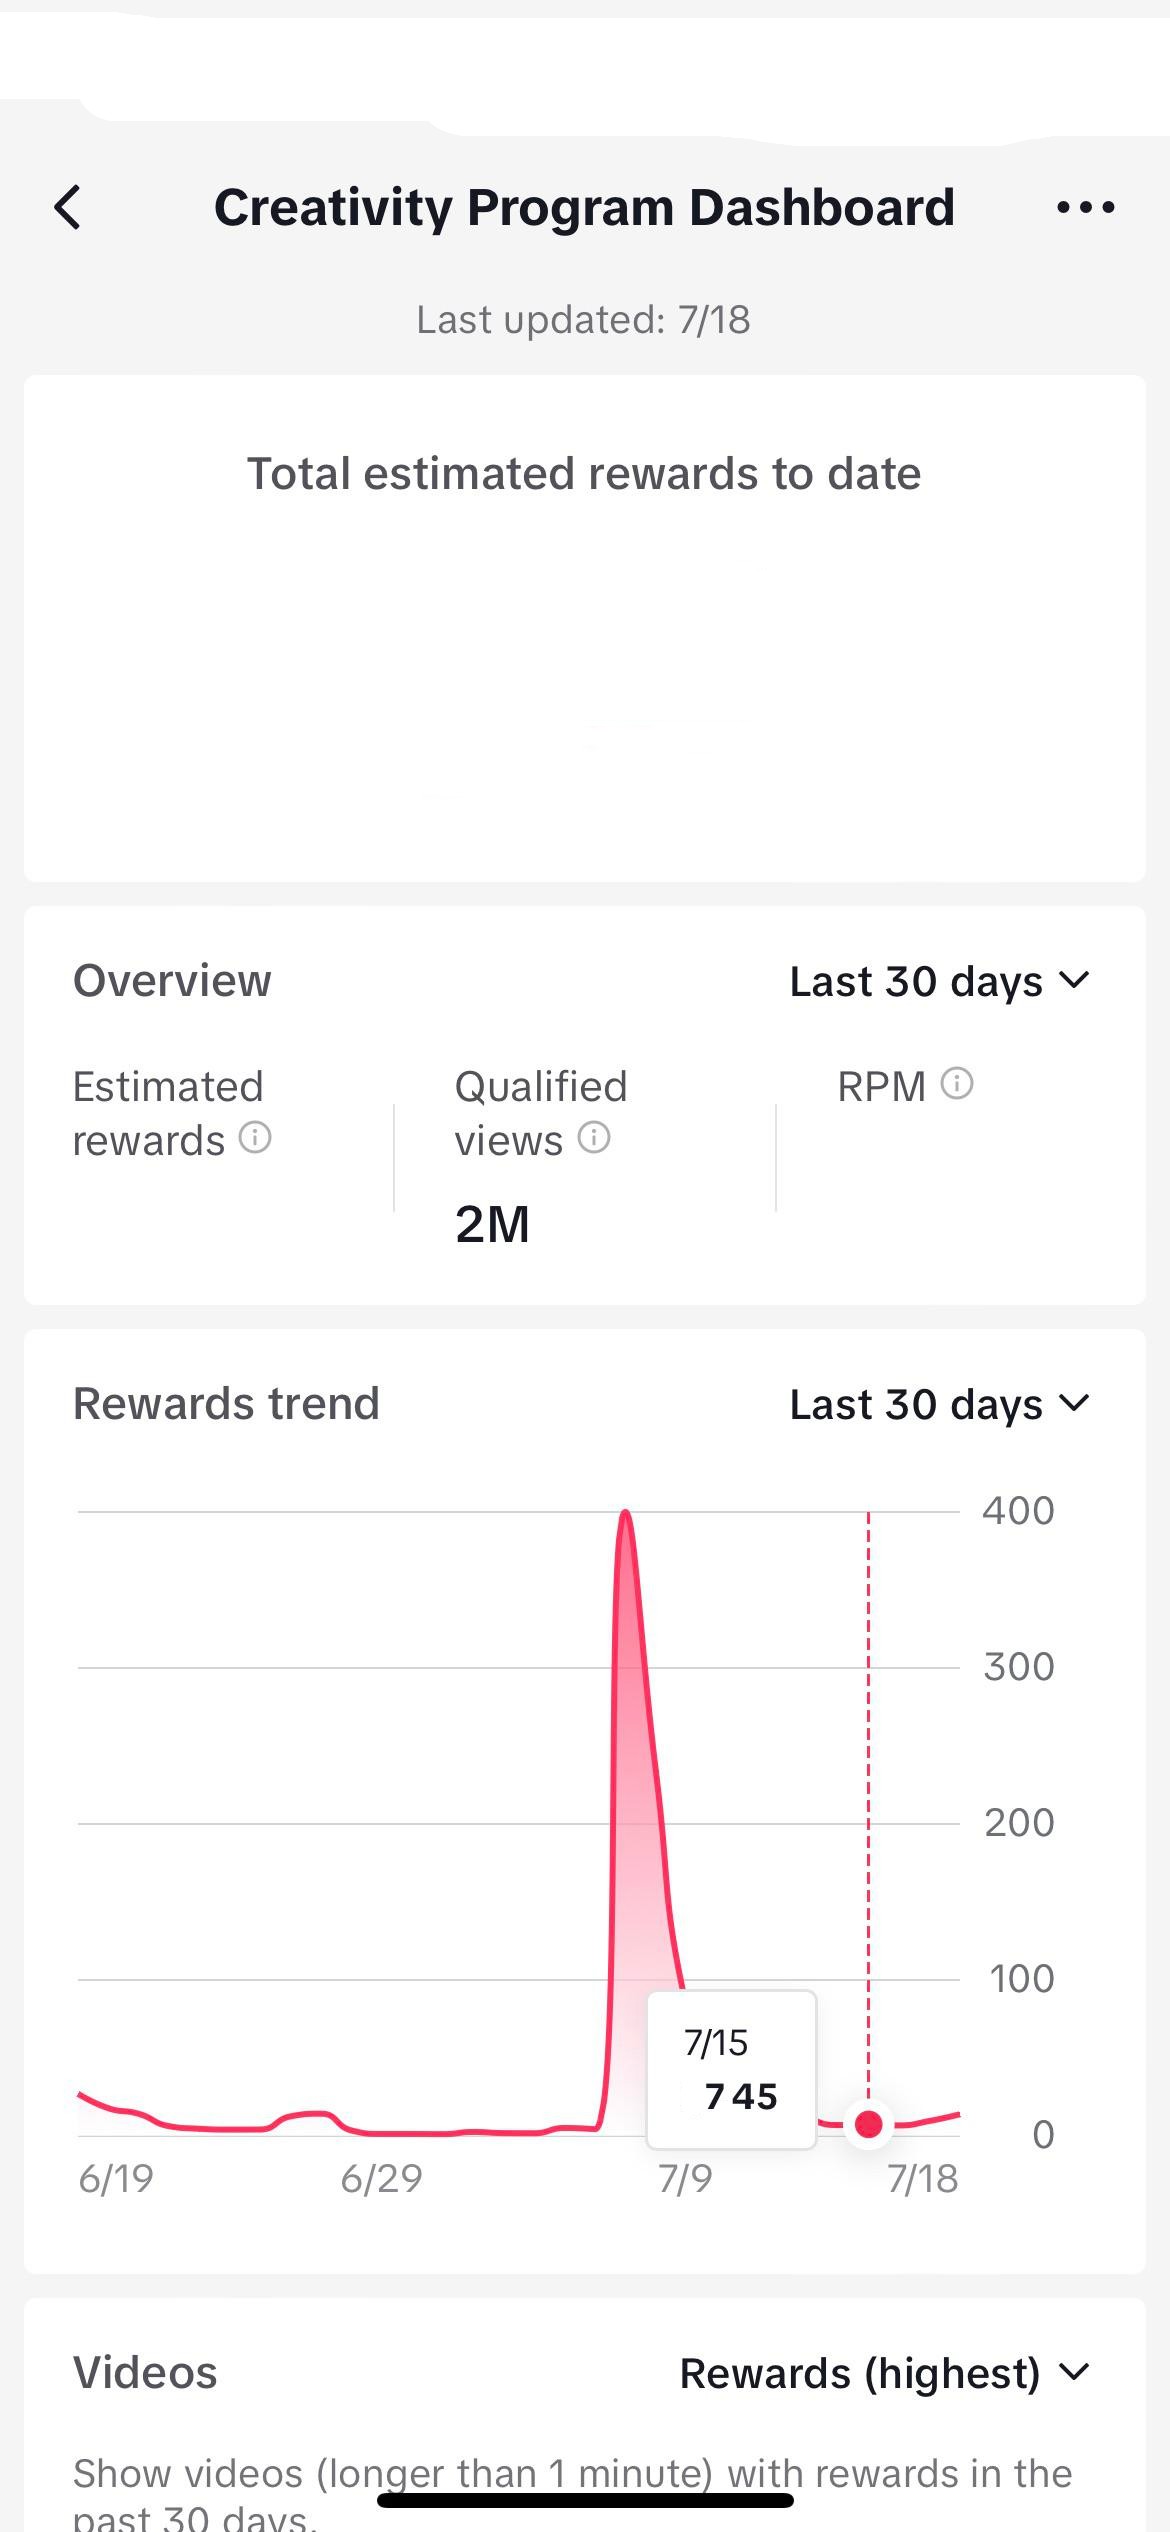 Creativity Program Dashboard
Last updated: 7/18
Total estimated rewards to date
Overview
Last 30 days
Estimated
rewards
Qualified
views
2M
RPM
Rewards trend
Last 30 days
400
300
200
100
0
7/15
7 45
6/19
6/29
7/9
7/18
Videos
Rewards (highest)
Show videos (longer than 1 minute) with rewards in the
past 30 days.